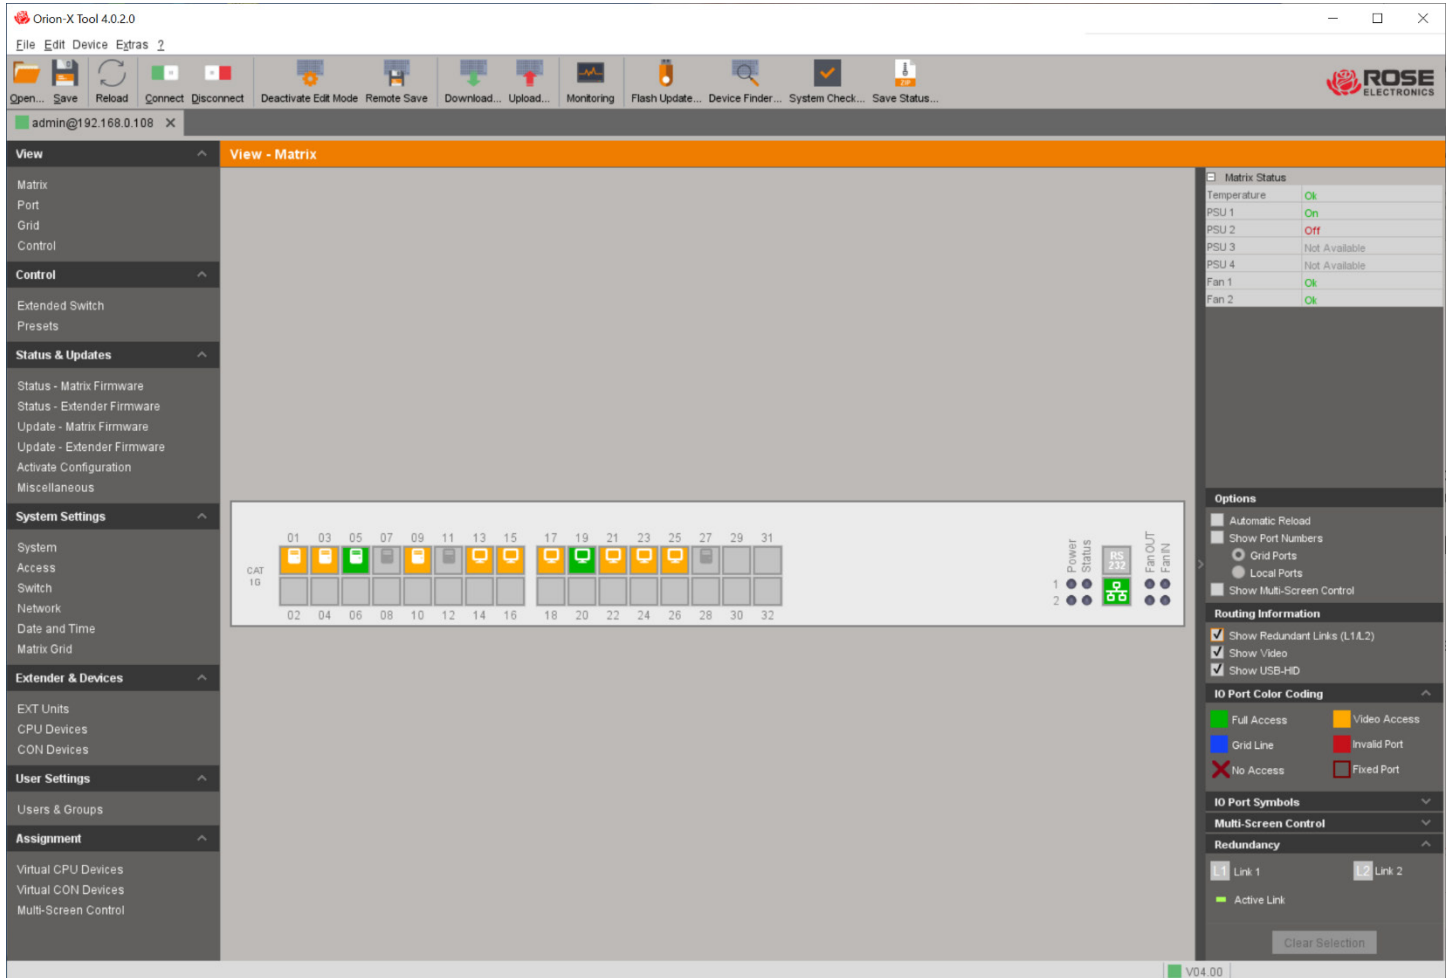 Orion-X Tool 4.0.2.0
File Edit Device Extras ?
Open... Save Reload Connect Disconnect Deactivate Edit Mode Remote Save Download... Upload... Monitoring Flash Update... Device Finder... System Check... Save Status...
ZIP
ROSE
ELECTRONICS
admin@192.168.0.108
View
Matrix
Port
Grid
Control
Control
Extended Switch
Presets
Status & Updates
Status - Matrix Firmware
Status - Extender Firmware
Update - Matrix Firmware
Update - Extender Firmware
Activate Configuration
Miscellaneous
System Settings
System
Access
Switch
Network
Date and Time
Matrix Grid
Extender & Devices
EXT Units
CPU Devices
CON Devices
User Settings
Users & Groups
Assignment
Virtual CPU Devices
Virtual CON Devices
Multi-Screen Control
View - Matrix
01 03 05 07 09 11 13 15 17 19 21 23 25 27 29 31
CAT
1G
02 04 06 08 10 12 14 16 18 20 22 24 26 28 30 32
Power
Status
1
2
RS
232
FanOUT
FanIN
Matrix Status
Temperature Ok
PSU 1 On
PSU 2 Off
PSU 3 Not Available
PSU 4 Not Available
Fan 1 Ok
Fan 2 Ok
Options
Automatic Reload
Show Port Numbers
Grid Ports
Local Ports
Show Multi-Screen Control
Routing Information
Show Redundant Links (L1/L2)
Show Video
Show USB-HID
IO Port Color Coding
Full Access Video Access
Grid Line Invalid Port
No Access Fixed Port
IO Port Symbols
Multi-Screen Control
Redundancy
L1 Link 1 L2 Link 2
Active Link
Clear Selection
V04.00